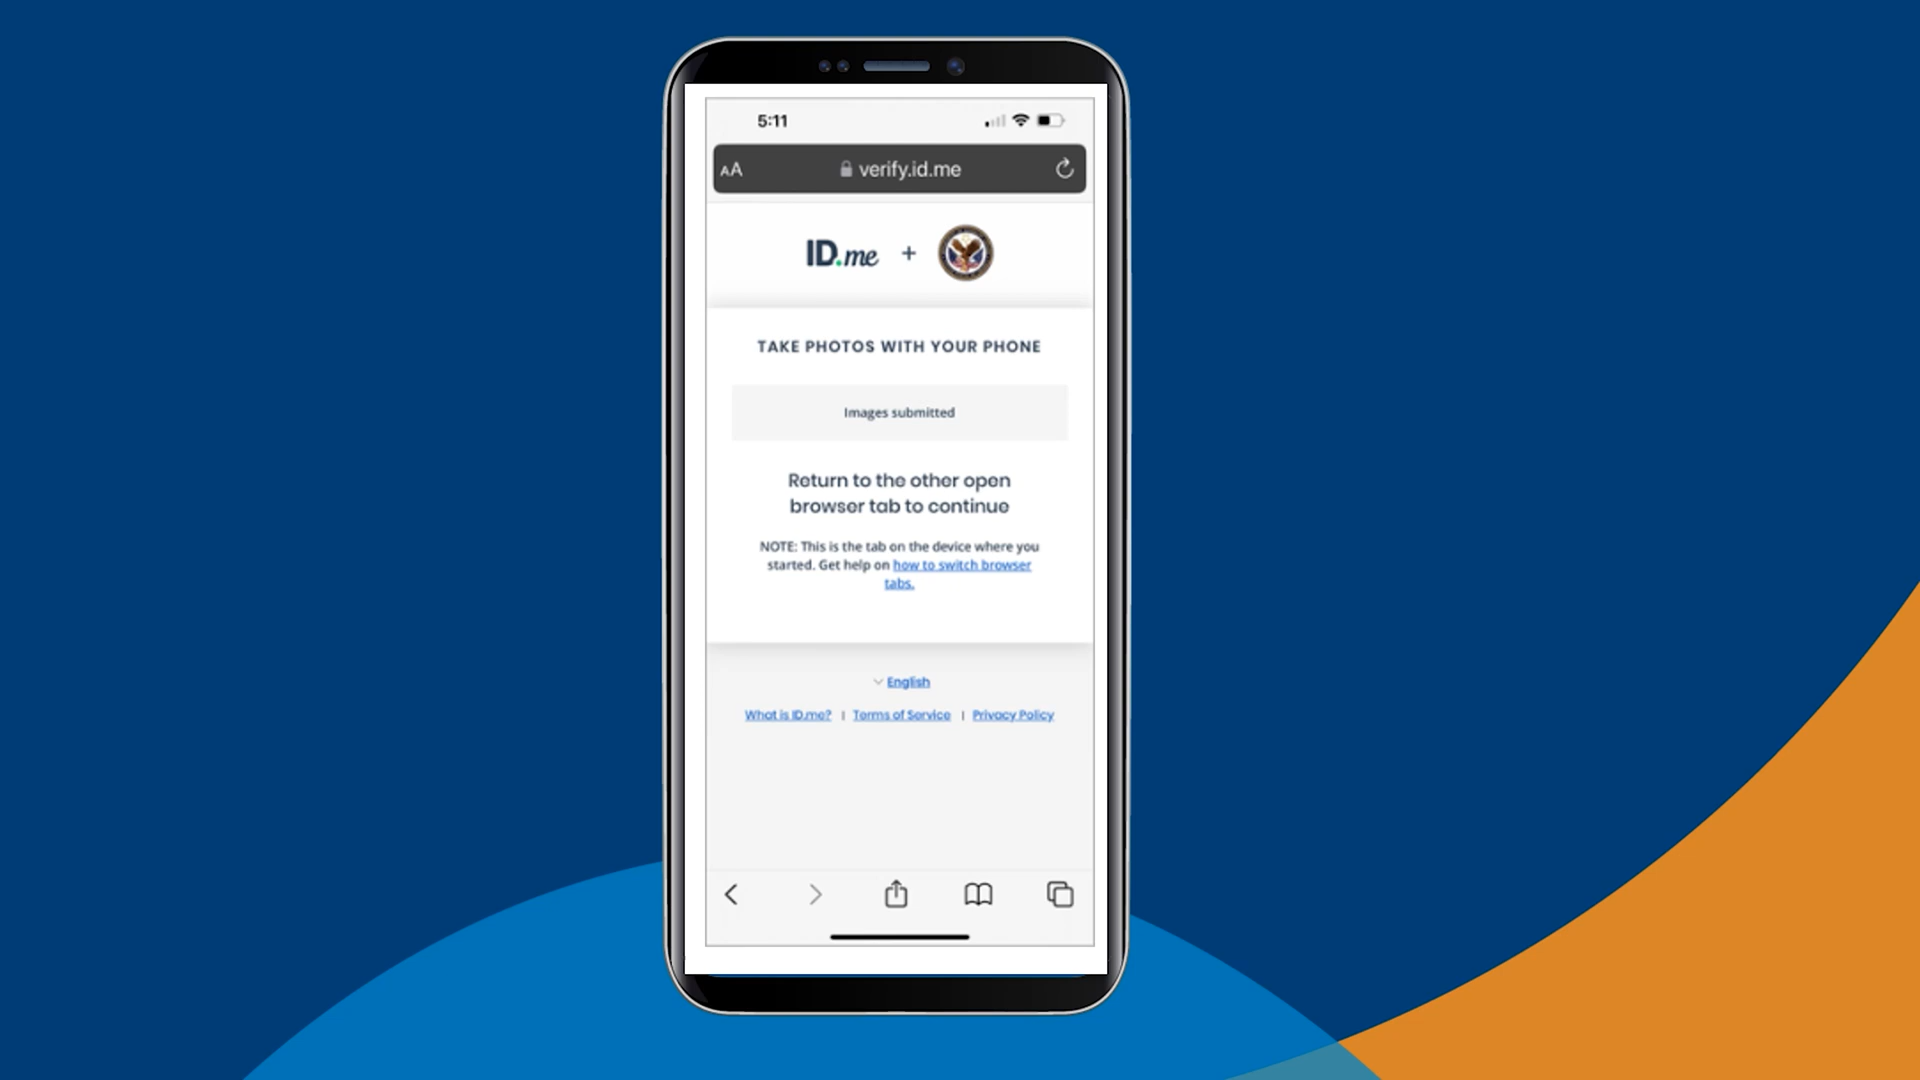 5:11
AA
verify.id.me
ID.me +
TAKE PHOTOS WITH YOUR PHONE
Images submitted
Return to the other open
browser tab to continue
NOTE: This is the tab on the device where you
started. Get help on how to switch browser
tabs.
English
What is ID.me? | Terms of Service | Privacy Policy